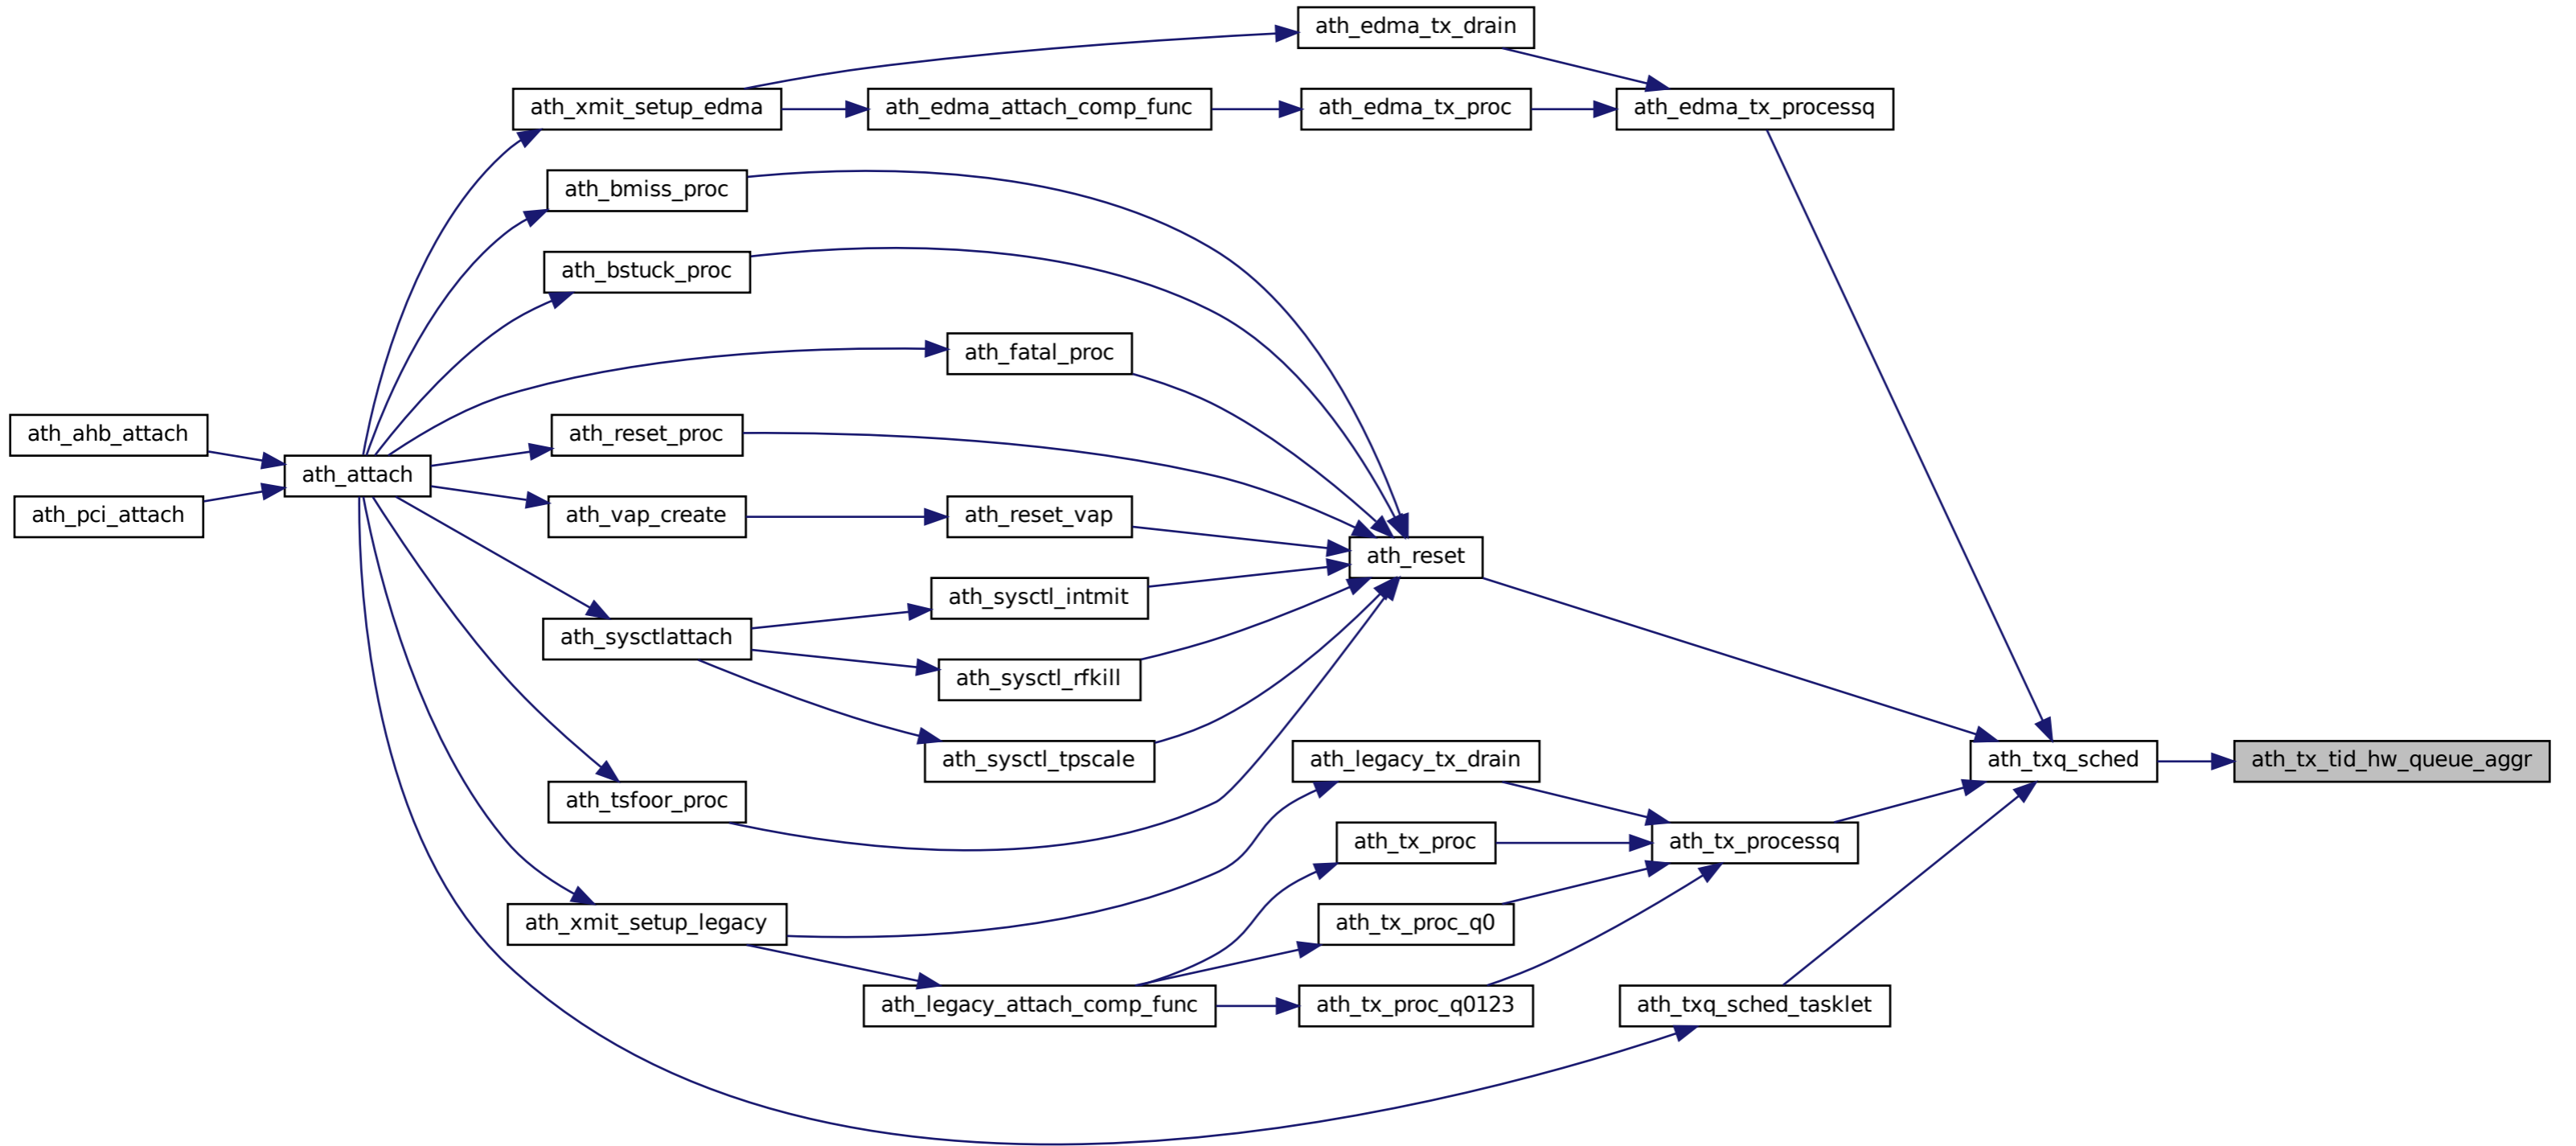 ath_edma_tx_drain
ath_xmit_setup_edma
ath_edma_attach_comp_func
ath_edma_tx_proc
ath_edma_tx_processq
ath_bmiss_proc
ath_bstuck_proc
ath_fatal_proc
ath_ahb_attach
ath_reset_proc
ath_attach
ath_pci_attach
ath_vap_create
ath_reset_vap
ath_reset
ath_sysctl_intmit
ath_sysctlattach
ath_sysctl_rfkill
ath_sysctl_tpscale
ath_legacy_tx_drain
ath_txq_sched
ath_tx_tid_hw_queue_aggr
ath_tsfoor_proc
ath_tx_proc
ath_tx_processq
ath_xmit_setup_legacy
ath_tx_proc_q0
ath_legacy_attach_comp_func
ath_tx_proc_q0123
ath_txq_sched_tasklet